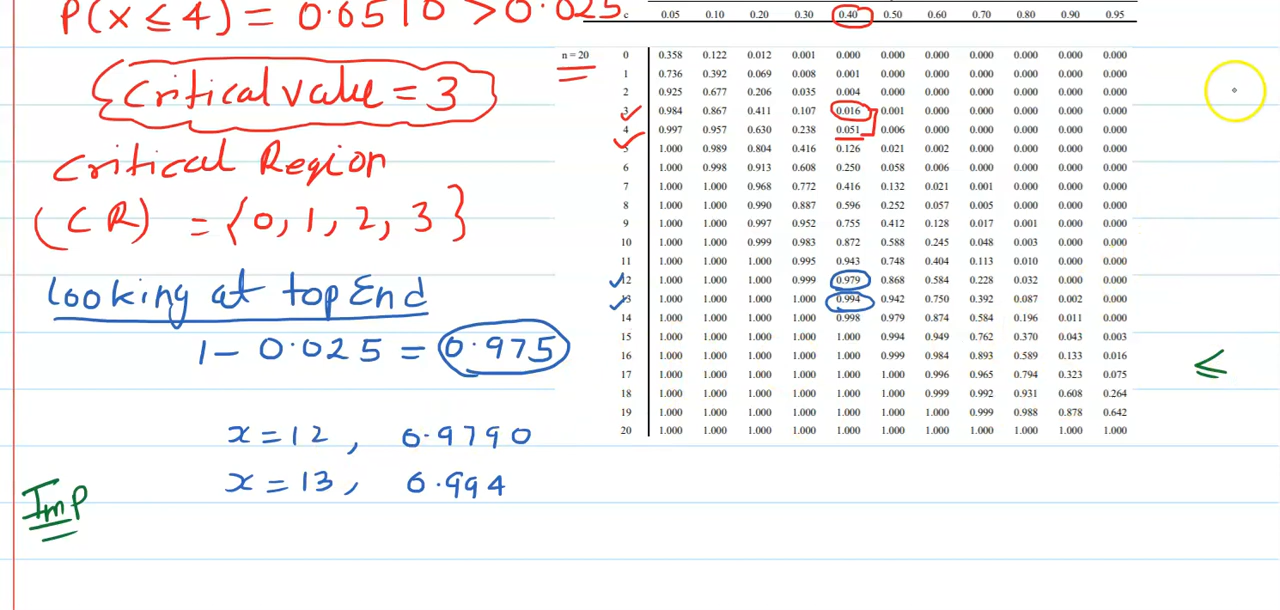 P(x ≤ 4) = 0.0510 > 0.025
{Critical value = 3}
Critical Region
(CR) = {0, 1, 2, 3}
Looking at top End
1 - 0.025 = 0.975
x = 12, 0.9790
x = 13, 0.994
Imp
c 0.05 0.10 0.20 0.30 0.40 0.50 0.60 0.70 0.80 0.90 0.95
n = 20 0 0.358 0.122 0.012 0.001 0.000 0.000 0.000 0.000 0.000 0.000 0.000
1 0.736 0.392 0.069 0.008 0.001 0.000 0.000 0.000 0.000 0.000 0.000
2 0.925 0.677 0.206 0.035 0.004 0.000 0.000 0.000 0.000 0.000 0.000
3 0.984 0.867 0.411 0.107 0.016 0.001 0.000 0.000 0.000 0.000 0.000
4 0.997 0.957 0.630 0.238 0.051 0.006 0.000 0.000 0.000 0.000 0.000
5 1.000 0.989 0.804 0.416 0.126 0.021 0.002 0.000 0.000 0.000 0.000
6 1.000 0.998 0.913 0.608 0.250 0.058 0.006 0.000 0.000 0.000 0.000
7 1.000 1.000 0.968 0.772 0.416 0.132 0.021 0.001 0.000 0.000 0.000
8 1.000 1.000 0.990 0.887 0.596 0.252 0.057 0.005 0.000 0.000 0.000
9 1.000 1.000 0.997 0.952 0.755 0.412 0.128 0.017 0.001 0.000 0.000
10 1.000 1.000 0.999 0.983 0.872 0.588 0.245 0.048 0.003 0.000 0.000
11 1.000 1.000 1.000 0.995 0.943 0.748 0.404 0.113 0.010 0.000 0.000
12 1.000 1.000 1.000 0.999 0.979 0.868 0.584 0.228 0.032 0.000 0.000
13 1.000 1.000 1.000 1.000 0.994 0.942 0.750 0.392 0.087 0.002 0.000
14 1.000 1.000 1.000 1.000 0.998 0.979 0.874 0.584 0.196 0.011 0.000
15 1.000 1.000 1.000 1.000 1.000 0.994 0.949 0.762 0.370 0.043 0.003
16 1.000 1.000 1.000 1.000 1.000 0.999 0.984 0.893 0.589 0.133 0.016
17 1.000 1.000 1.000 1.000 1.000 1.000 0.996 0.965 0.794 0.323 0.075
18 1.000 1.000 1.000 1.000 1.000 1.000 0.999 0.992 0.931 0.608 0.264
19 1.000 1.000 1.000 1.000 1.000 1.000 1.000 0.999 0.988 0.878 0.642
20 1.000 1.000 1.000 1.000 1.000 1.000 1.000 1.000 1.000 1.000 1.000
≤